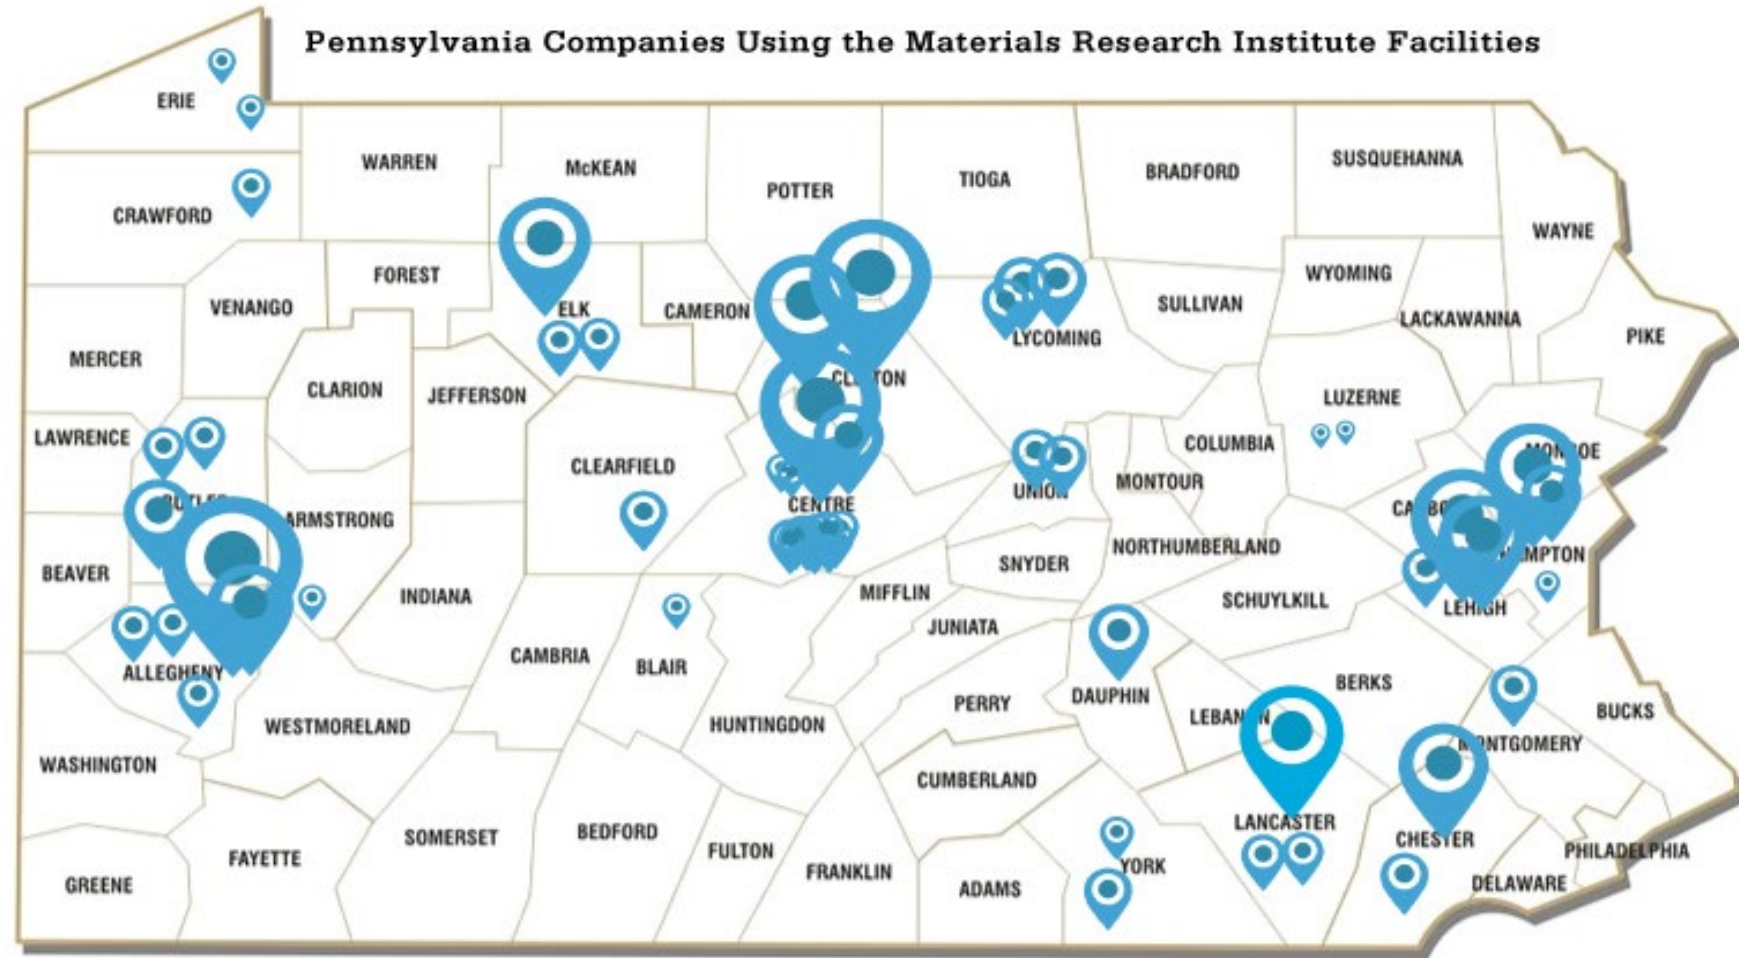 Pennsylvania Companies Using the Materials Research Institute Facilities
ERIE
WARREN
McKEAN
POTTER
TIOGA
BRADFORD
SUSQUEHANNA
CRAWFORD
WAYNE
FOREST
WYOMING
VENANGO
ELK
CAMERON
SULLIVAN
LACKAWANNA
MERCER
LYCOMING
PIKE
CLARION
JEFFERSON
LUZERNE
LAWRENCE
CLEARFIELD
COLUMBIA
MONTOUR
UNION
CENTRE
ARMSTRONG
NORTHUMBERLAND
BEAVER
SNYDER
INDIANA
MIFFLIN
SCHUYLKILL
LEHIGH
JUNIATA
CAMBRIA
BLAIR
ALLEGHENY
PERRY
DAUPHIN
BERKS
WESTMORELAND
HUNTINGDON
BUCKS
WASHINGTON
CUMBERLAND
LANCASTER
SOMERSET
BEDFORD
CHESTER
FAYETTE
FULTON
FRANKLIN
YORK
PHILADELPHIA
GREENE
ADAMS
DELAWARE